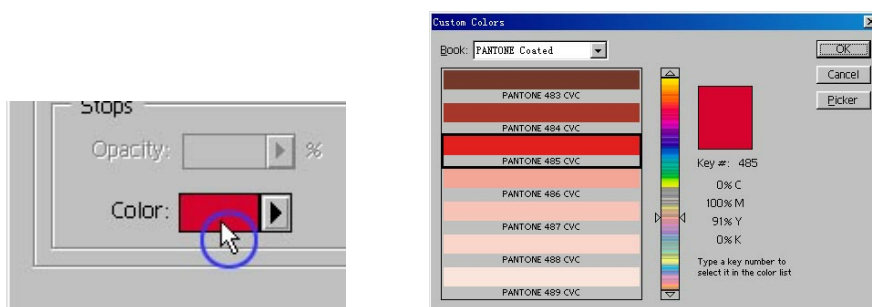 Stops
Opacity: %
Color:
Custom Colors
Book: PANTONE Coated
OK
Cancel
Picker
PANTONE 483 CVC
PANTONE 484 CVC
PANTONE 485 CVC
PANTONE 486 CVC
PANTONE 487 CVC
PANTONE 488 CVC
PANTONE 489 CVC
Key #: 485
0% C
100% M
91% Y
0% K
Type a key number to
select it in the color list